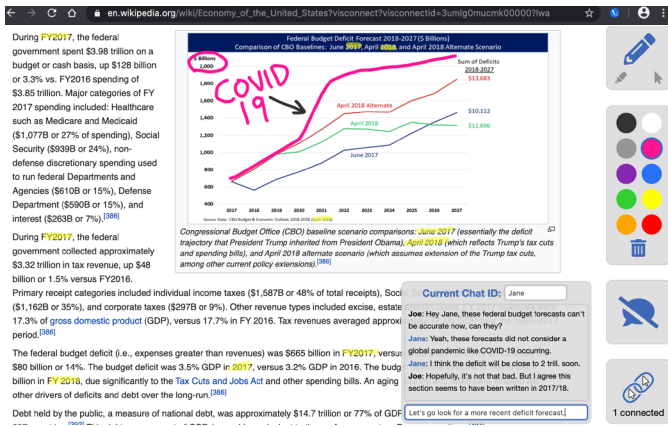 en.wikipedia.org/wiki/Economy_of_the_United_States?visconnect?visconnectid=3umlg0mucmk00000?lwa
During FY2017, the federal
government spent $3.98 trillion on a
budget or cash basis, up $128 billion
or 3.3% vs. FY2016 spending of
$3.85 trillion. Major categories of FY
2017 spending included: Healthcare
such as Medicare and Medicaid
($1,077B or 27% of spending), Social
Security ($939B or 24%), non-
defense discretionary spending used
to run federal Departments and
Agencies ($610B or 15%), Defense
Department ($590B or 15%), and
interest ($263B or 7%).[386]
During FY2017, the federal
government collected approximately
$3.32 trillion in tax revenue, up $48
billion or 1.5% versus FY2016.
Primary receipt categories included individual income taxes ($1,587B or 48% of total receipts), Soci
($1,162B or 35%), and corporate taxes ($297B or 9%). Other revenue types included excise, estate
17.3% of gross domestic product (GDP), versus 17.7% in FY 2016. Tax revenues averaged approxi
period.[386]
The federal budget deficit (i.e., expenses greater than revenues) was $665 billion in FY2017, versu
$80 billion or 14%. The budget deficit was 3.5% GDP in 2017, versus 3.2% GDP in 2016. The budg
billion in FY 2018, due significantly to the Tax Cuts and Jobs Act and other spending bills. An aging
other drivers of deficits and debt over the long-run.[386]
Debt held by the public, a measure of national debt, was approximately $14.7 trillion or 77% of GDP
Federal Budget Deficit Forecast 2018-2027($ Billions)
Comparison of CBO Baselines: June 2017, April 2018, and April 2018 Alternate Scenario
$ Billions
2,000
1,800
1,600
1,400
1,200
1,000
800
600
400
2017 2018 2019 2020 2021 2022 2023 2024 2025 2026 2027
COVID
19
Sum of Deficits
2018-2027
$13,683
$10,112
$11,696
April 2018 Alternate
April 2018
June 2017
Source Data: CBO Budget & Economic Outlook 2018-2028 (April 2018)
Congressional Budget Office (CBO) baseline scenario comparisons: June 2017 (essentially the deficit
trajectory that President Trump inherited from President Obama), April 2018 (which reflects Trump's tax cuts
and spending bills), and April 2018 alternate scenario (which assumes extension of the Trump tax cuts,
among other current policy extensions).[386]
Current Chat ID: Jane
Joe: Hey Jane, these federal budget forecasts can't
be accurate now, can they?
Jane: Yeah, these forecasts did not consider a
global pandemic like COVID-19 occuring.
Jane: I think the deficit will be close to 2 trill. soon.
Joe: Hopefully, it's not that bad. But I agree this
section seems to have been written in 2017/18.
Let's go look for a more recent deficit forecast.
1 connected